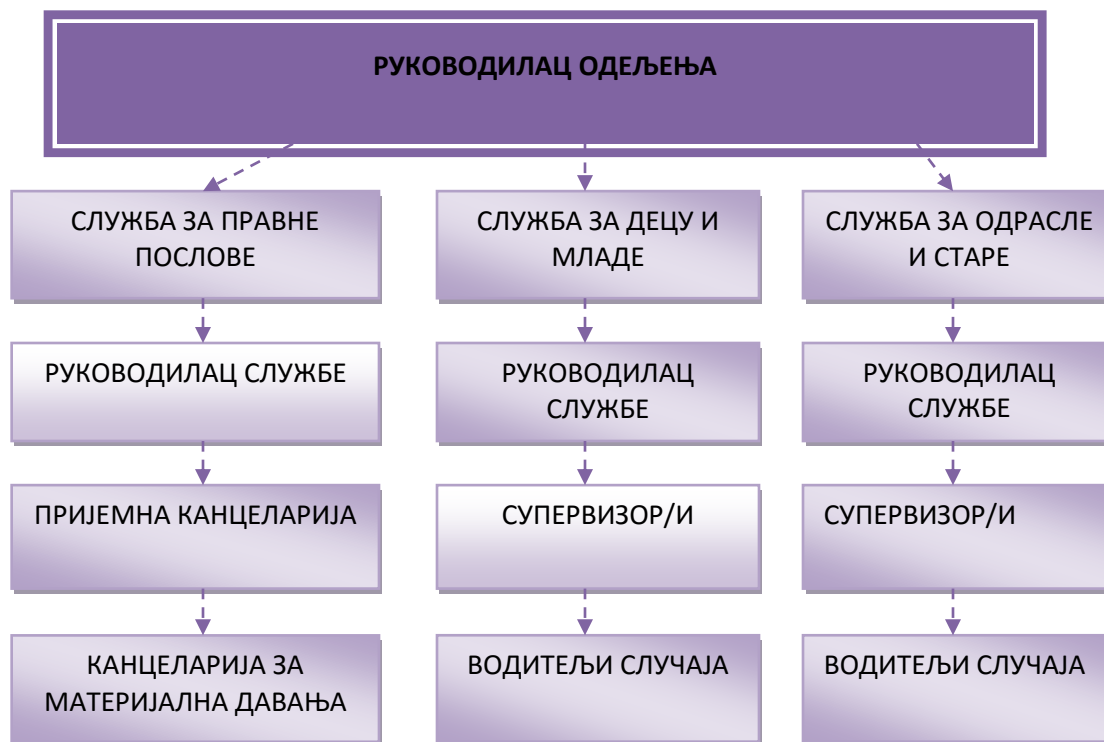 РУКОВОДИЛАЦ ОДЕЉЕЊА
СЛУЖБА ЗА ПРАВНЕ
ПОСЛОВЕ
СЛУЖБА ЗА ДЕЦУ И
МЛАДЕ
СЛУЖБА ЗА ОДРАСЛЕ
И СТАРЕ
РУКОВОДИЛАЦ СЛУЖБЕ
РУКОВОДИЛАЦ
СЛУЖБЕ
РУКОВОДИЛАЦ
СЛУЖБЕ
ПРИЈЕМНА КАНЦЕЛАРИЈА
СУПЕРВИЗОР/И
СУПЕРВИЗОР/И
КАНЦЕЛАРИЈА ЗА
МАТЕРИЈАЛНА ДАВАЊА
ВОДИТЕЉИ СЛУЧАЈА
ВОДИТЕЉИ СЛУЧАЈА